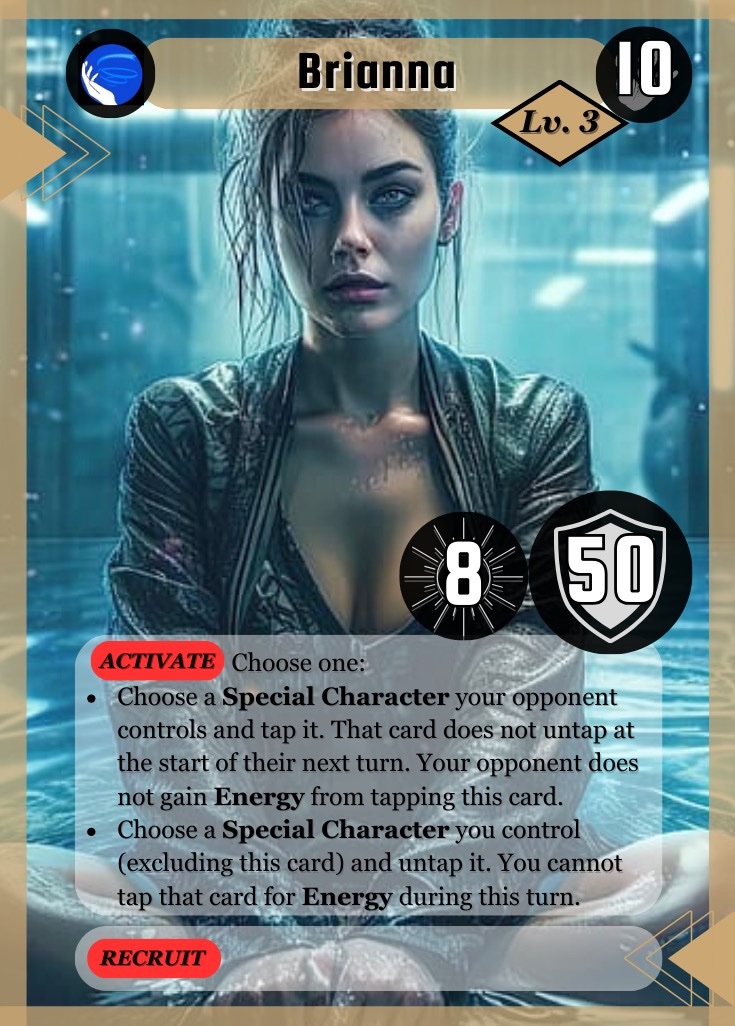 Brianna
10
Lv. 3
8
50
ACTIVATE Choose one:
• Choose a Special Character your opponent
controls and tap it. That card does not untap at
the start of their next turn. Your opponent does
not gain Energy from tapping this card.
• Choose a Special Character you control
(excluding this card) and untap it. You cannot
tap that card for Energy during this turn.
RECRUIT